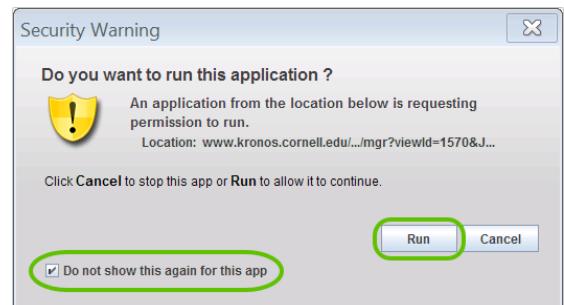 Security Warning
Do you want to run this application ?
An application from the location below is requesting
permission to run.
Location: www.kronos.cornell.edu/.../mgr?viewId=1570&J...
Click Cancel to stop this app or Run to allow it to continue.
Run Cancel
Do not show this again for this app